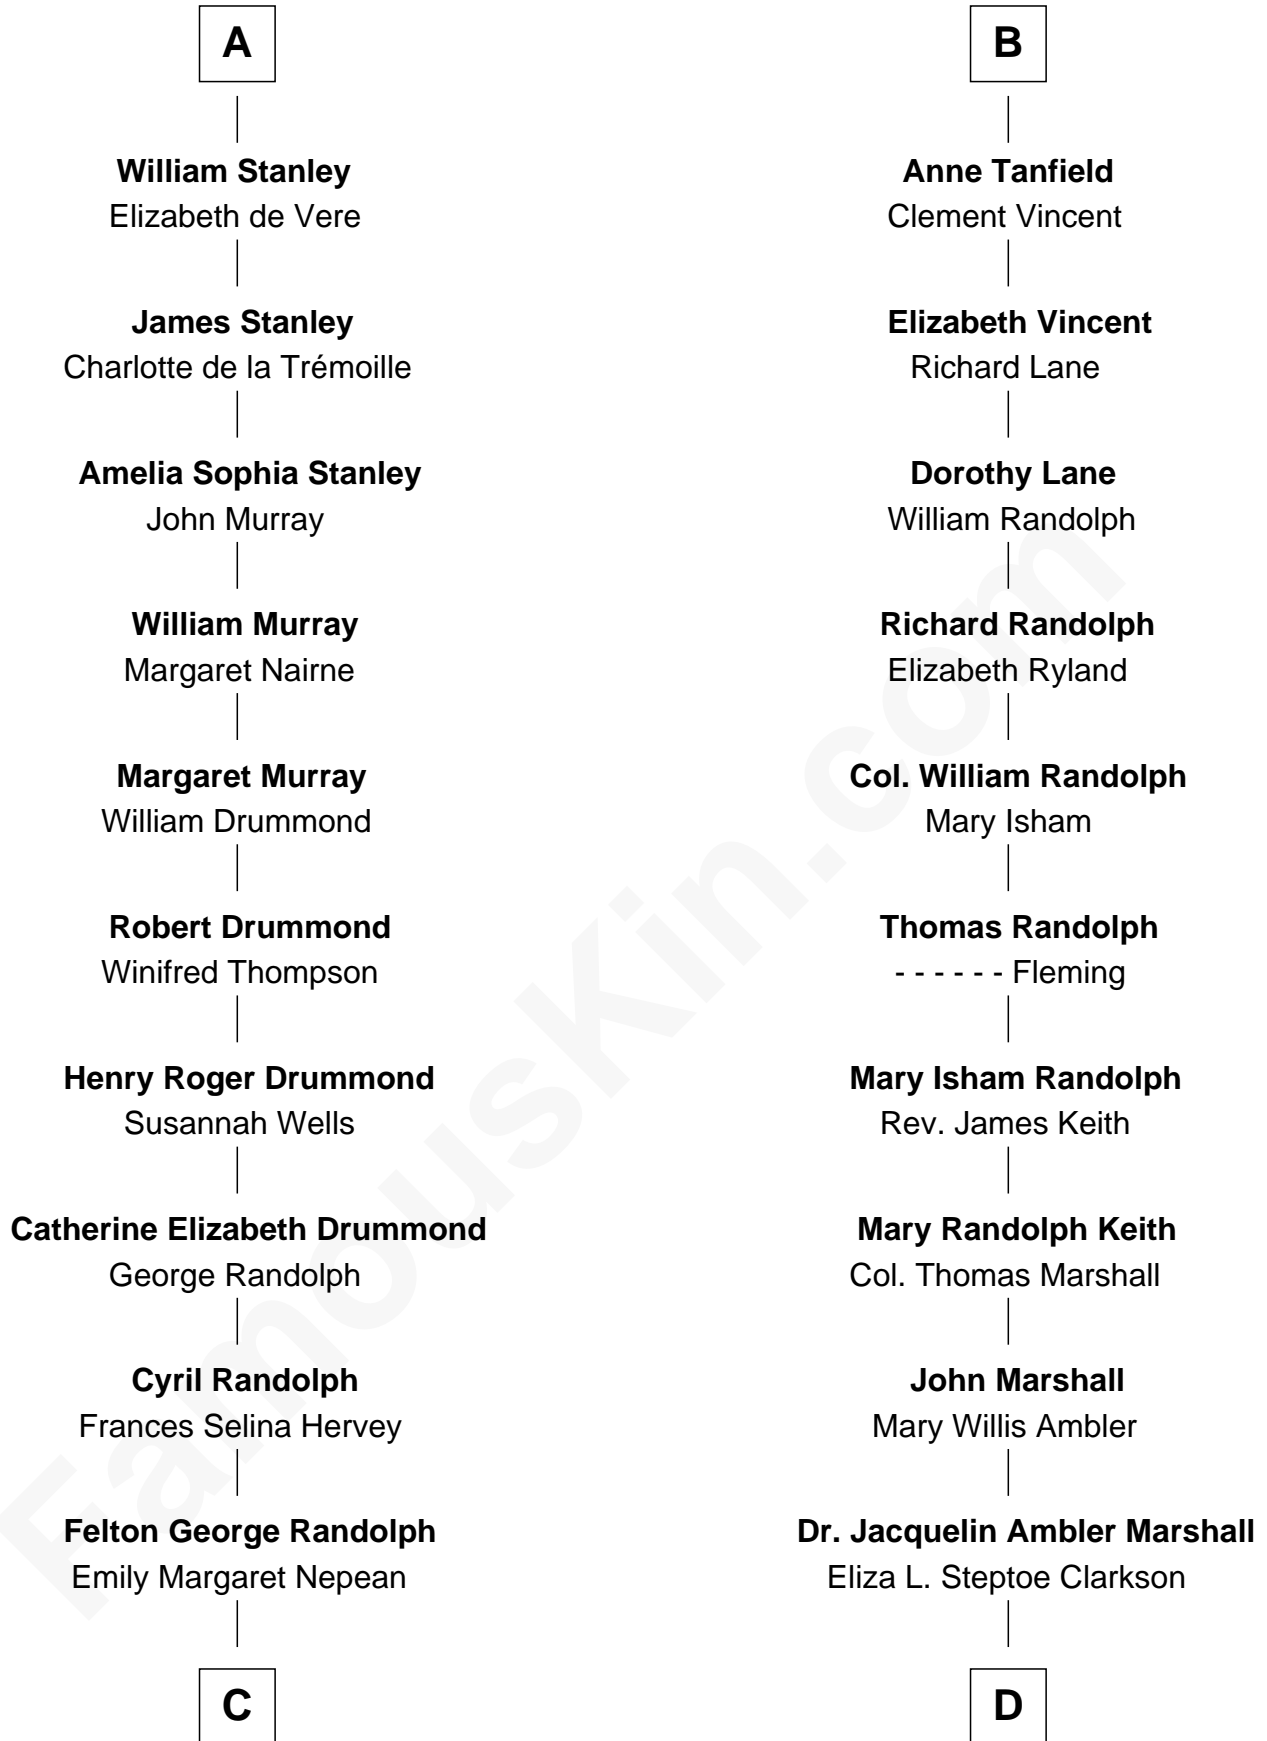 A
William Stanley
Elizabeth de Vere
James Stanley
Charlotte de la Trémoille
Amelia Sophia Stanley
John Murray
William Murray
Margaret Nairne
Margaret Murray
William Drummond
Robert Drummond
Winifred Thompson
Henry Roger Drummond
Susannah Wells
Catherine Elizabeth Drummond
George Randolph
Cyril Randolph
Frances Selina Hervey
Felton George Randolph
Emily Margaret Nepean
C
B
Anne Tanfield
Clement Vincent
Elizabeth Vincent
Richard Lane
Dorothy Lane
William Randolph
Richard Randolph
Elizabeth Ryland
Col. William Randolph
Mary Isham
Thomas Randolph
- - - - - - Fleming
Mary Isham Randolph
Rev. James Keith
Mary Randolph Keith
Col. Thomas Marshall
John Marshall
Mary Willis Ambler
Dr. Jacquelin Ambler Marshall
Eliza L. Steptoe Clarkson
D
FamousKin.com